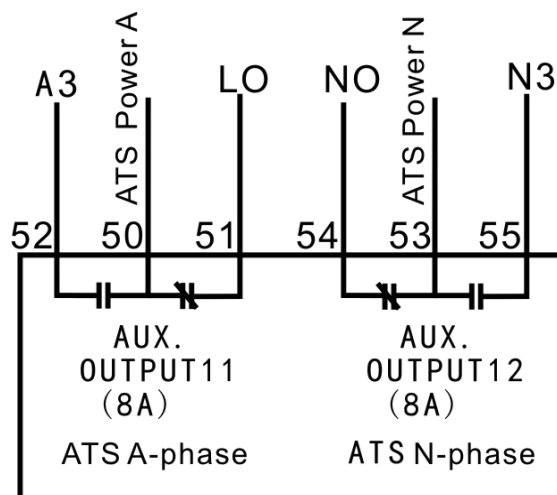 A3
ATS Power A
LO
NO
ATS Power N
N3
52
50
51
54
53
55
AUX.
OUTPUT11
(8A)
ATS A-phase
AUX.
OUTPUT12
(8A)
ATS N-phase